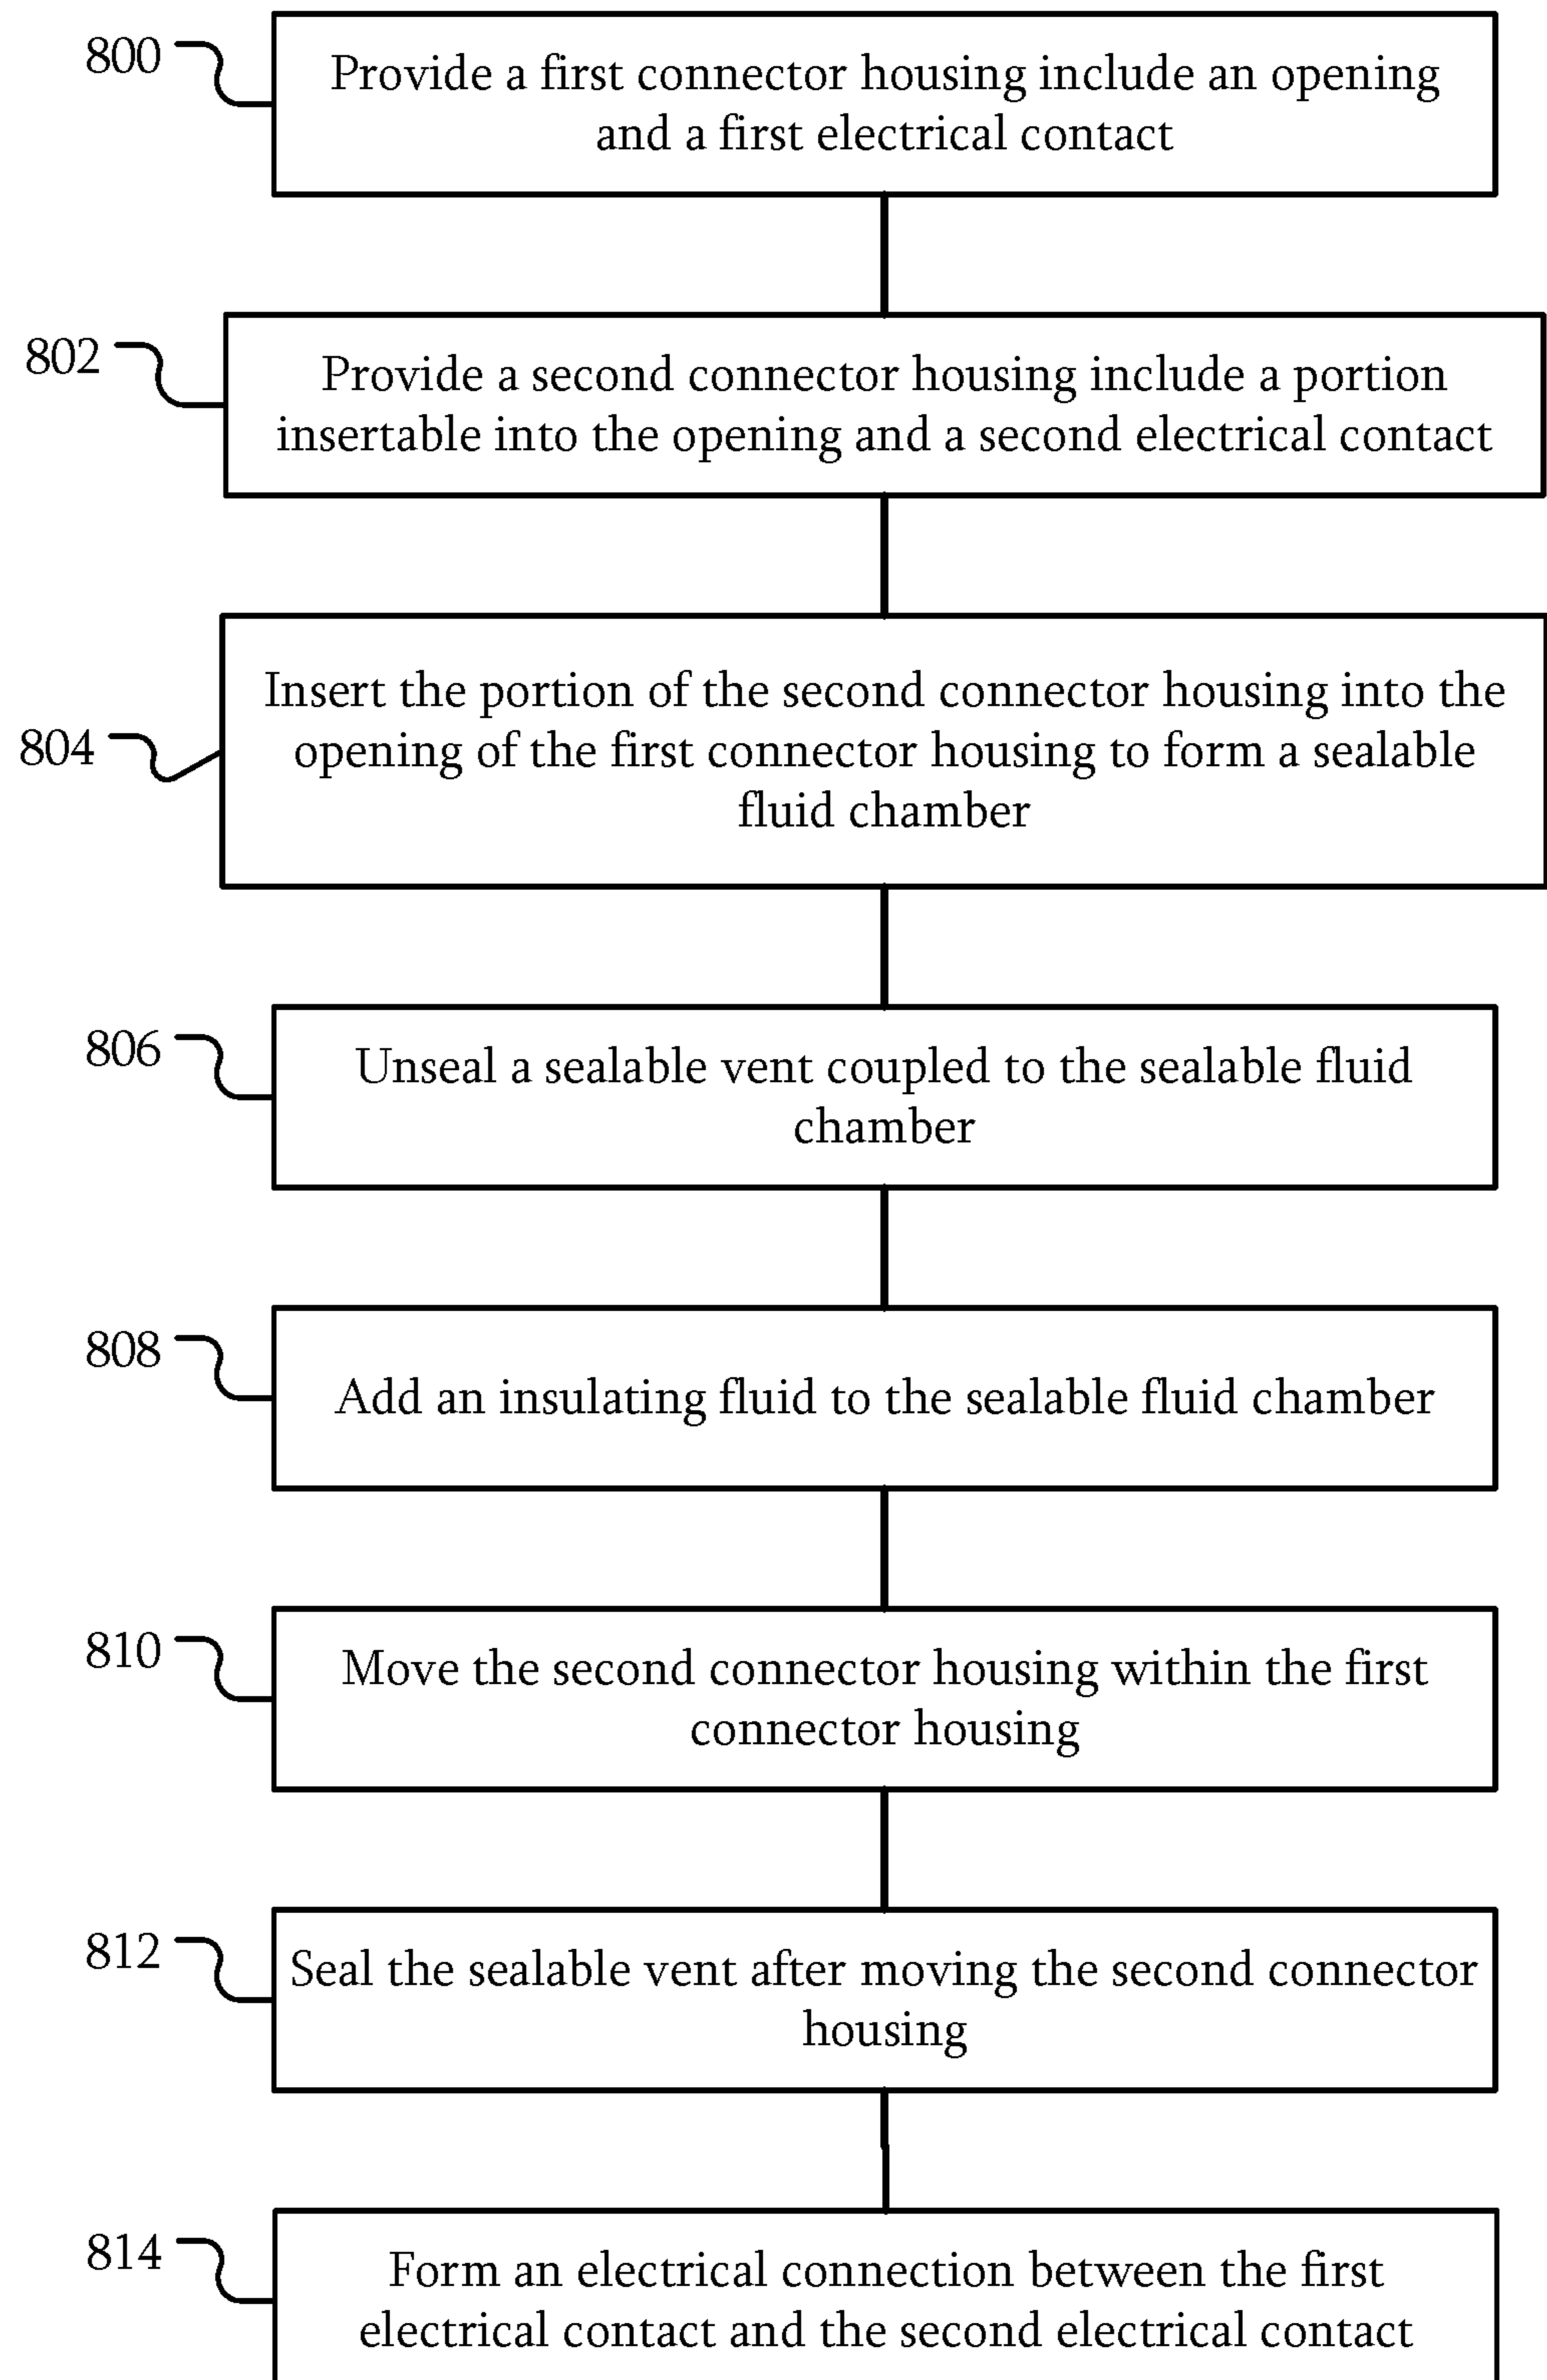 800
Provide a first connector housing include an opening
and a first electrical contact
802
Provide a second connector housing include a portion
insertable into the opening and a second electrical contact
804
Insert the portion of the second connector housing into the
opening of the first connector housing to form a sealable
fluid chamber
806
Unseal a sealable vent coupled to the sealable fluid
chamber
808
Add an insulating fluid to the sealable fluid chamber
810
Move the second connector housing within the first
connector housing
812
Seal the sealable vent after moving the second connector
housing
814
Form an electrical connection between the first
electrical contact and the second electrical contact